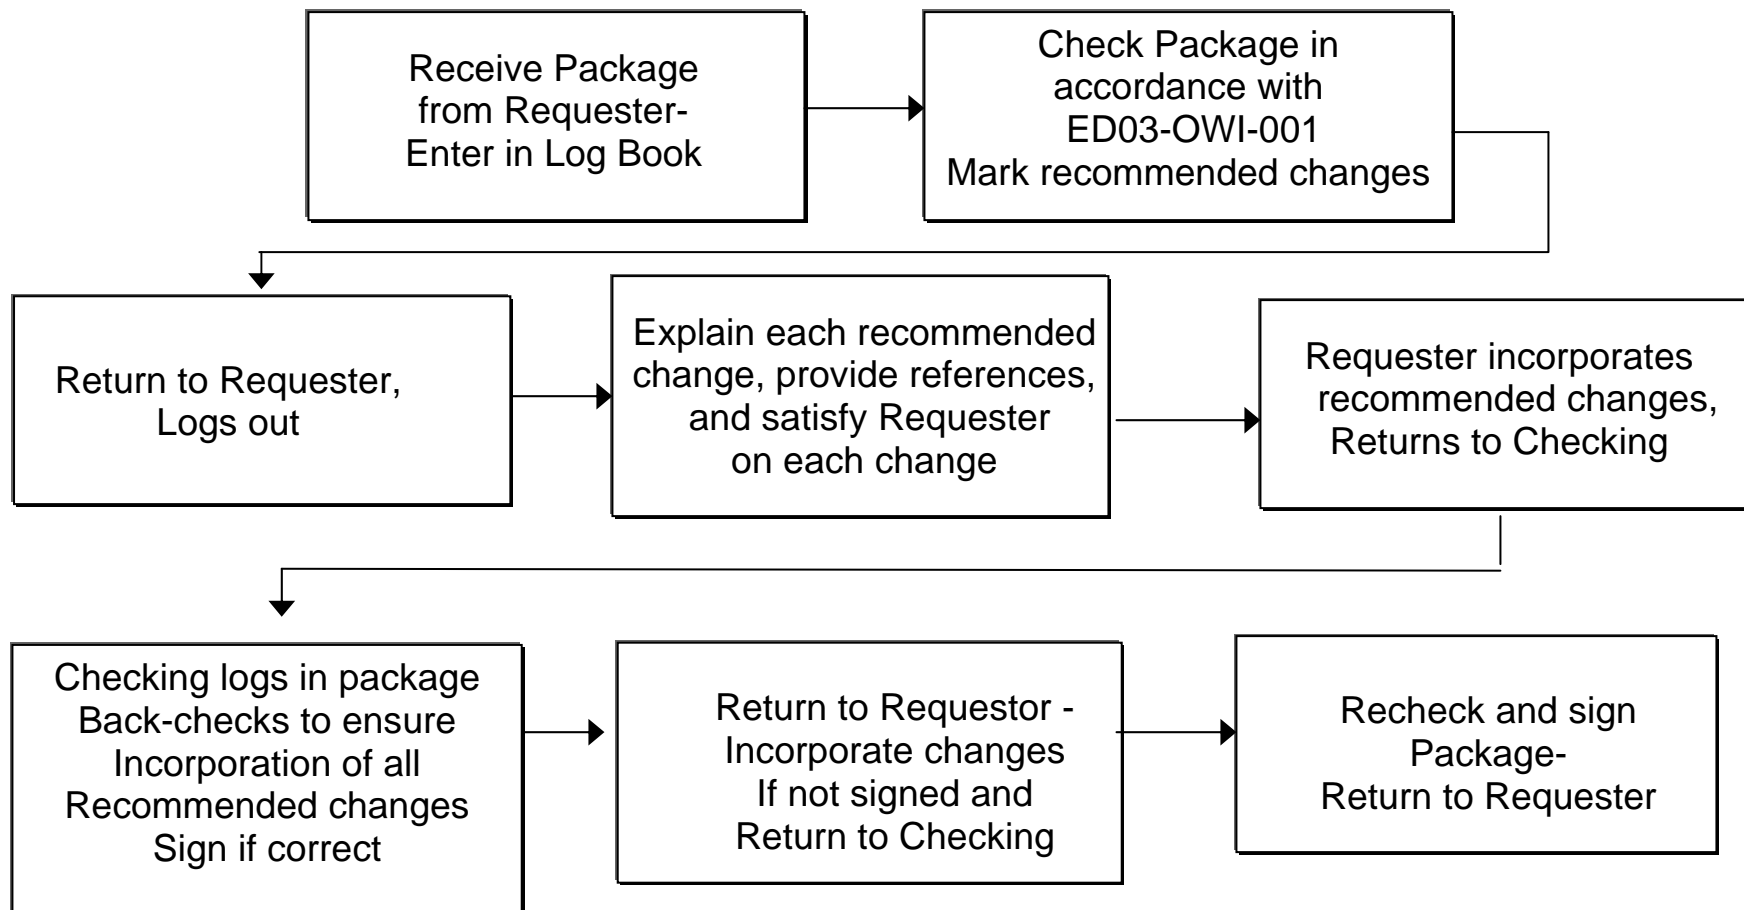 Receive Package
from Requester-
Enter in Log Book
Check Package in
accordance with
ED03-OWI-001
Mark recommended changes
Return to Requester,
Logs out
Explain each recommended
change, provide references,
and satisfy Requester
on each change
Requester incorporates
recommended changes,
Returns to Checking
Checking logs in package
Back-checks to ensure
Incorporation of all
Recommended changes
Sign if correct
Return to Requestor -
Incorporate changes
If not signed and
Return to Checking
Recheck and sign
Package-
Return to Requester